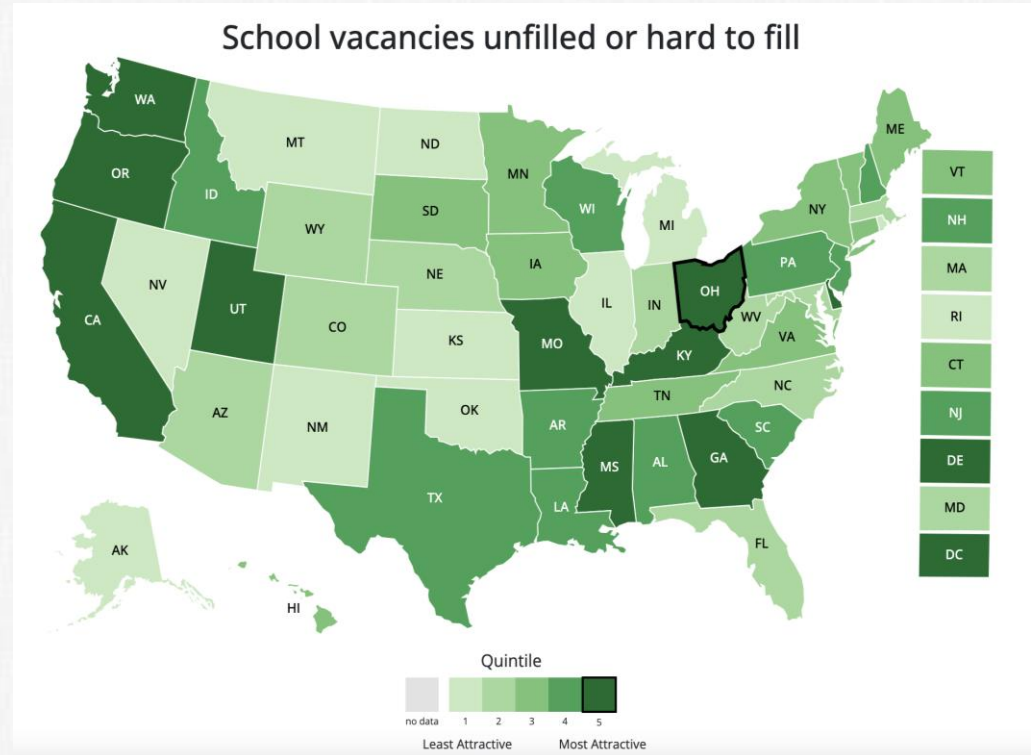 School vacancies unfilled or hard to fill
WA
MT
ND
ME
OR
ID
MN
VT
SD
WI
NY
NH
WY
MI
IA
PA
MA
NE
OH
NV
IL
IN
UT
WV
RI
CA
CO
VA
KS
MO
KY
CT
NC
TN
AZ
OK
NJ
NM
AR
SC
MS
AL
GA
DE
TX
LA
MD
FL
AK
DC
HI
Quintile
no data 1 2 3 4 5
Least Attractive Most Attractive